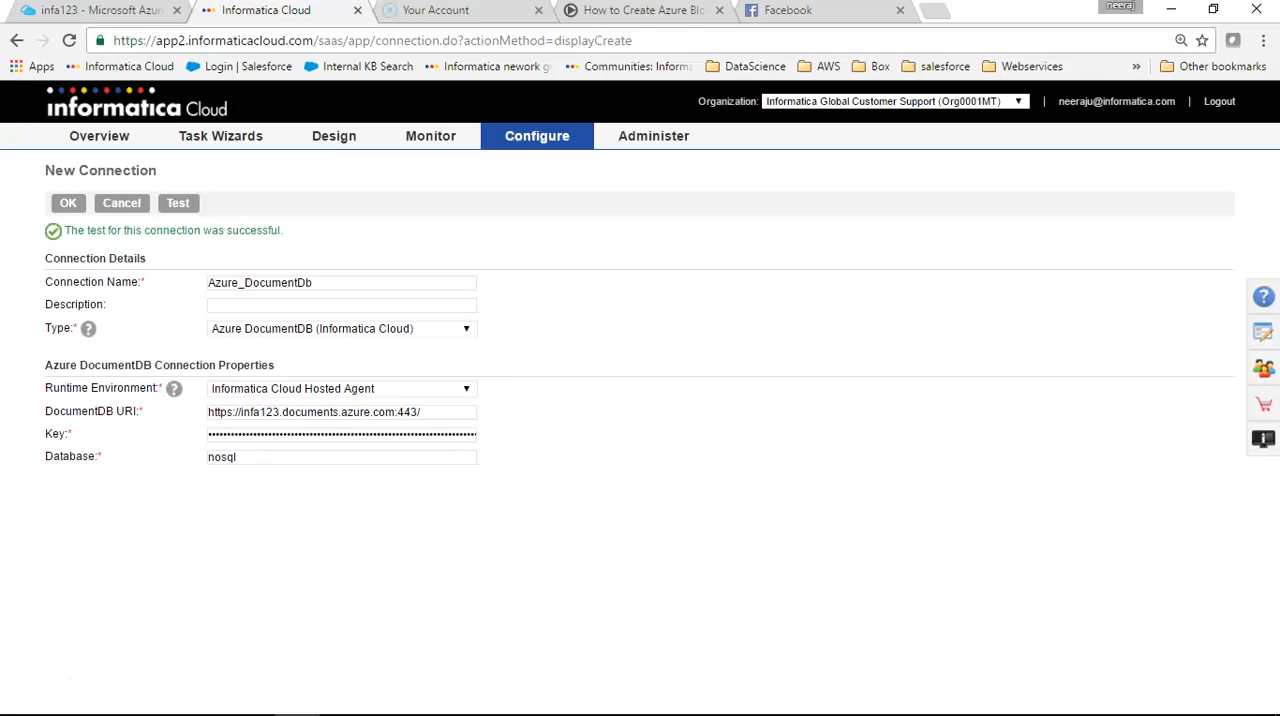 infa123 - Microsoft Azur
Informatica Cloud
Your Account
How to Create Azure Blo
Facebook
neeraj
https://app2.informaticacloud.com/saas/app/connection.do?actionMethod=displayCreate
Apps
Informatica Cloud
Login | Salesforce
Internal KB Search
Informatica nework g
Communities: Informa
DataScience
AWS
Box
salesforce
Webservices
»
Other bookmarks
informatica Cloud
Organization: Informatica Global Customer Support (Org0001MT) | neeraju@informatica.com | Logout
Overview Task Wizards Design Monitor Configure Administer
New Connection
OK Cancel Test
The test for this connection was successful.
Connection Details
Connection Name:* Azure_DocumentDb
Description:
Type:* ? Azure DocumentDB (Informatica Cloud)
Azure DocumentDB Connection Properties
Runtime Environment:* ? Informatica Cloud Hosted Agent
DocumentDB URI:* https://infa123.documents.azure.com:443/
Key:*
Database:* nosql